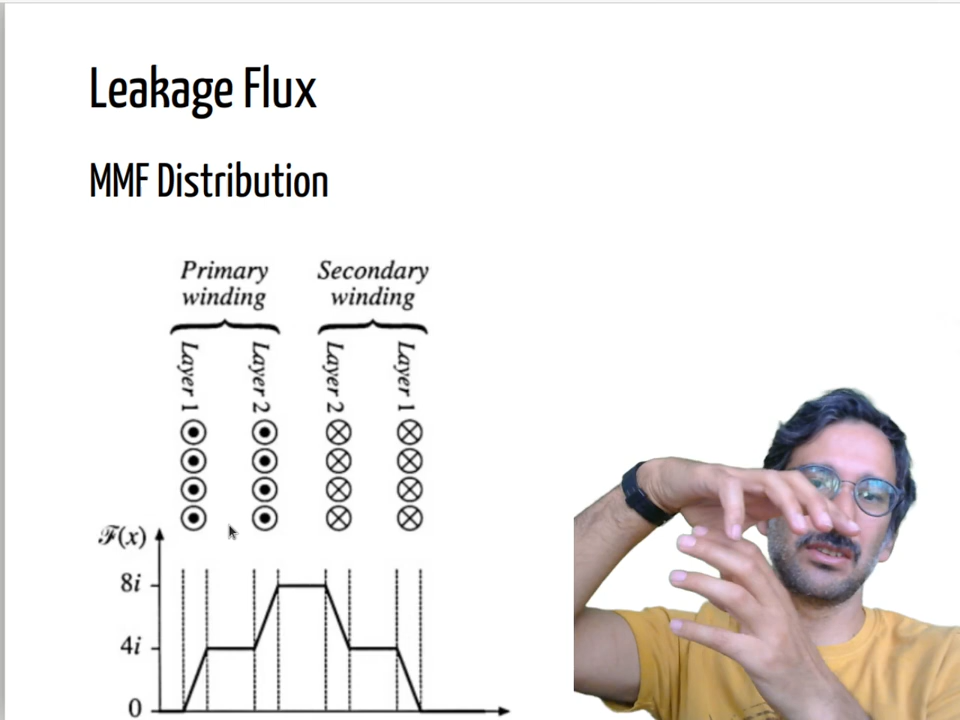 Leakage Flux
MMF Distribution
Primary winding
Secondary winding
Layer 1
Layer 2
Layer 2
Layer 1
ℱ(x)
8i
4i
0